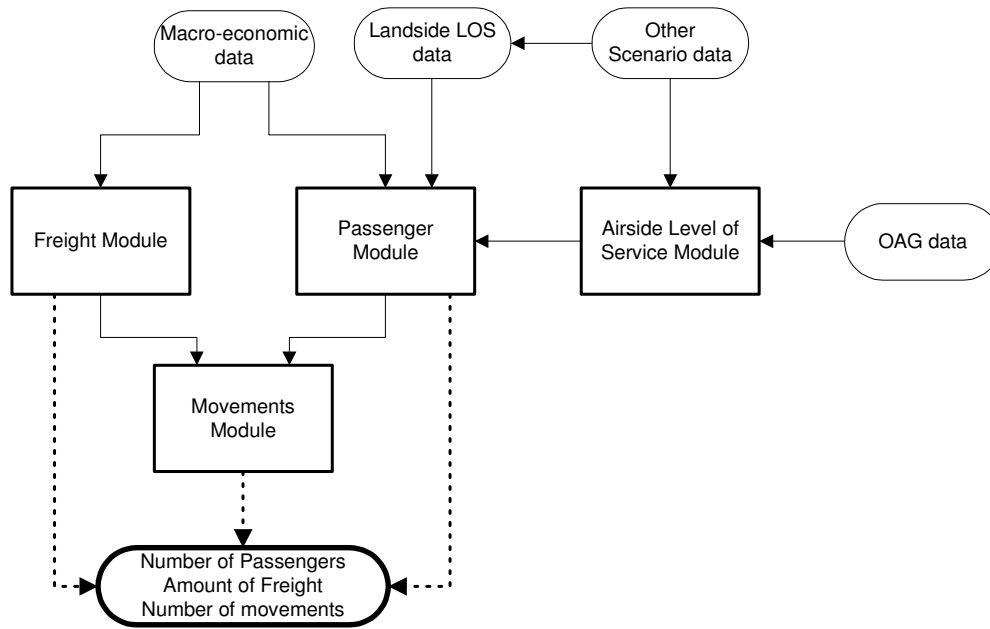 Macro-economic
data
Landside LOS
data
Other
Scenario data
Freight Module
Passenger
Module
Airside Level of
Service Module
OAG data
Movements
Module
Number of Passengers
Amount of Freight
Number of movements